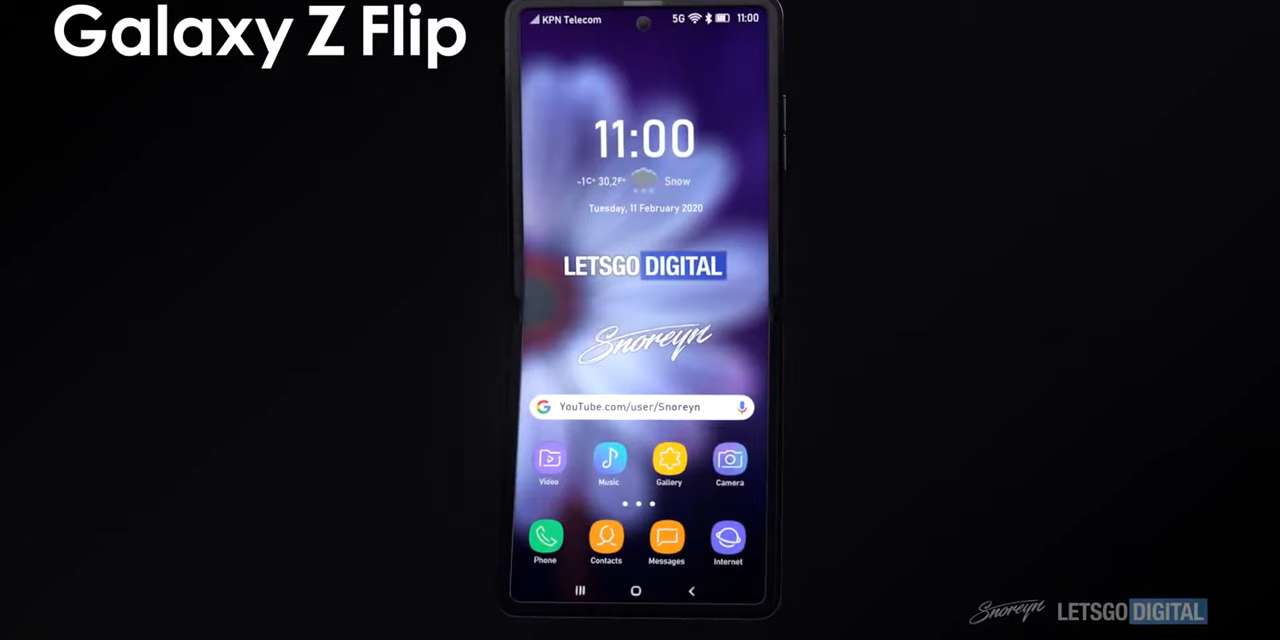 Galaxy Z Flip
KPN Telecom 5G 11:00
11:00
-1C° 30,2F° Snow
Tuesday, 11 February 2020
LETSGO DIGITAL
Snoreyn
G YouTube.com/user/Snoreyn
Video Music Gallery Camera
Phone Contacts Messages Internet
Snoreyn LETSGO DIGITAL